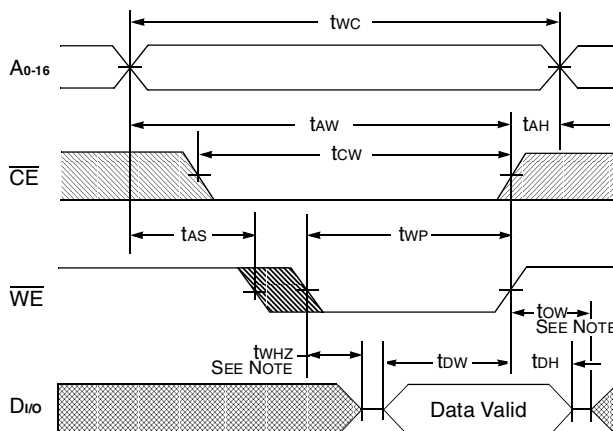 tWC
A0-16
tAW
tAH
tCW
CE
tAS
tWP
WE
tOW
SEE NOTE
tWHZ
SEE NOTE
tDW
tDH
DI/O
Data Valid